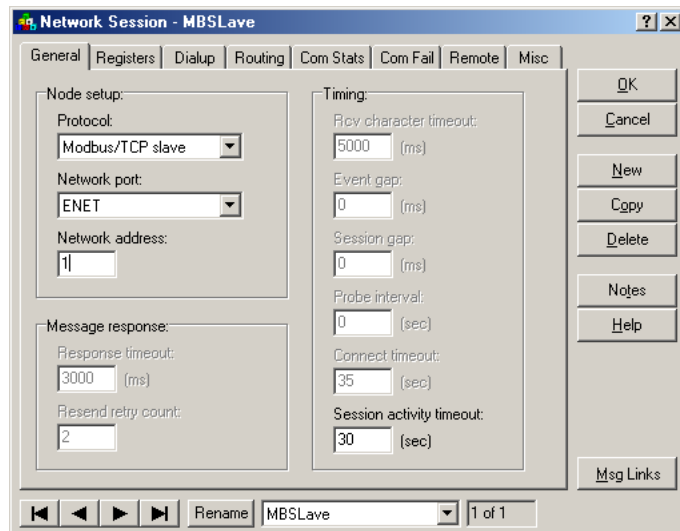 Network Session - MBSLave
General Registers Dialup Routing Com Stats Com Fail Remote Misc
Node setup:
Protocol:
Modbus/TCP slave
Network port:
ENET
Network address:
1
Message response:
Response timeout:
3000 (ms)
Resend retry count:
2
Timing:
Rcv character timeout:
5000 (ms)
Event gap:
0 (ms)
Session gap:
0 (ms)
Probe interval:
0 (sec)
Connect timeout:
35 (sec)
Session activity timeout:
30 (sec)
OK
Cancel
New
Copy
Delete
Notes
Help
Msg Links
Rename MBSLave 1 of 1